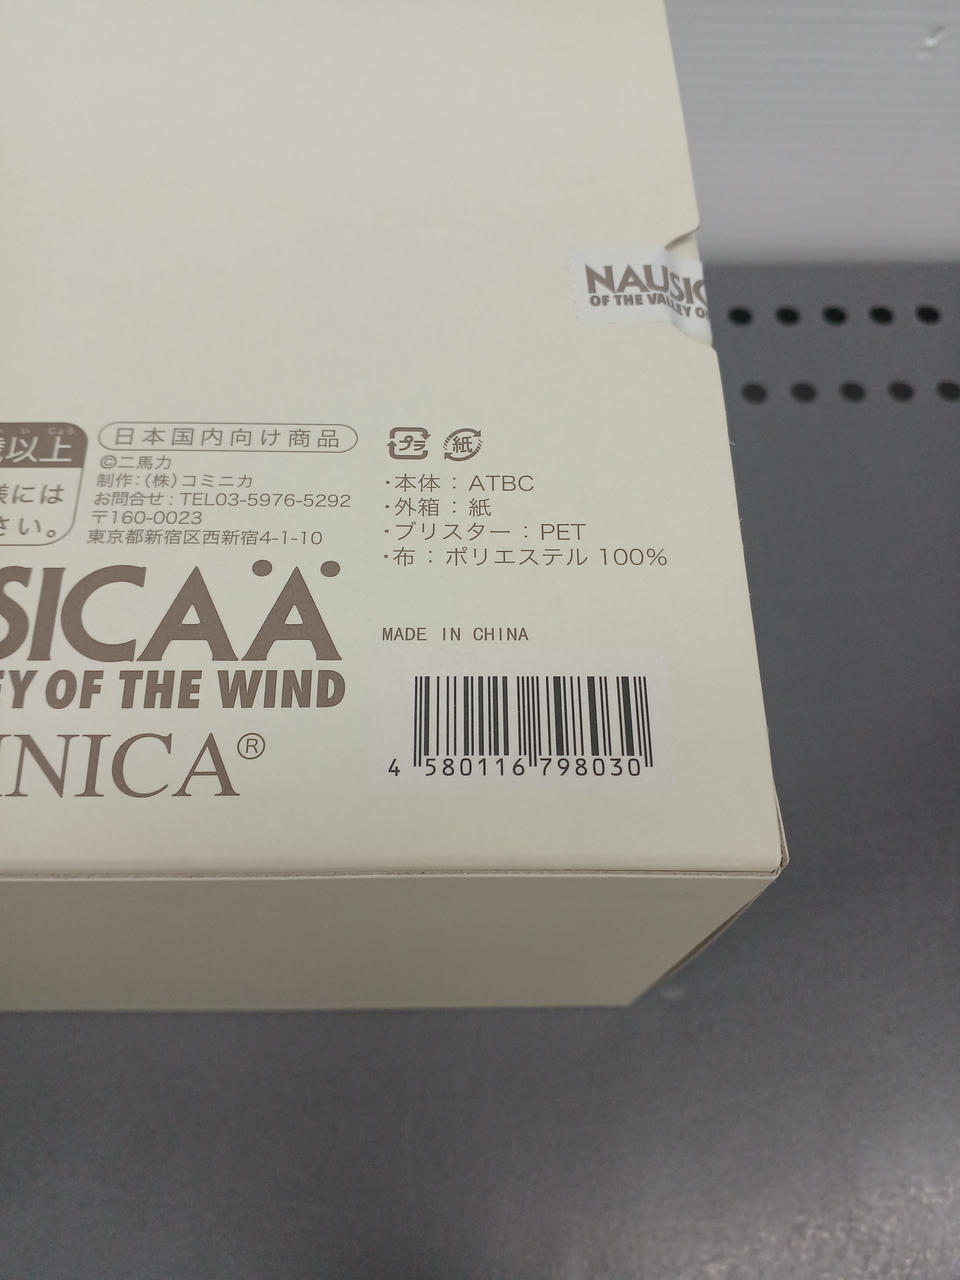 NAUSIC
OF THE VALLEY O
以上
様には
さい。
日本国内向け商品
©二馬力
制作：（株）コミニカ
お問合せ：TEL03-5976-5292
〒160-0023
東京都新宿区西新宿4-1-10
プラ
紙
・本体：ATBC
・外箱：紙
・ブリスター：PET
・布：ポリエステル 100%
SICAÄ
EY OF THE WIND
INICA®
MADE IN CHINA
4 580116 798030